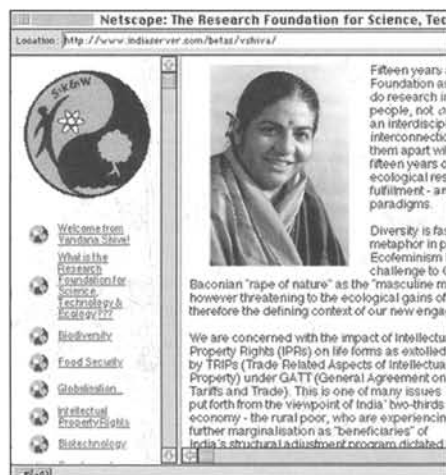 Netscape: The Research Foundation for Science, Tec
Location: http://www.indiaserver.com/betas/vshiva/
S·R·F·N·W
Welcome from
Vandana Shiva!
What is the
Research
Foundation for
Science,
Technology &
Ecology???
Biodiversity
Food Security
Globalisation..
Intellectual
Property Rights
Biotechnology
Fifteen years a
Foundation as
do research in
people, not o
an interdiscip
interconnectio
them apart wi
fifteen years o
ecological res
fulfillment - ar
paradigms.
Diversity is fas
metaphor in p
Ecofeminism
challenge to
Baconian "rape of nature" as the "masculine m
however threatening to the ecological gains of
therefore the defining context of our new enga
We are concerned with the impact of Intellectu
Property Rights (IPRs) on life forms as extolled
by TRIPs (Trade Related Aspects of Intellectua
Property) under GATT (General Agreement on
Tariffs and Trade). This is one of many issues
put forth from the viewpoint of India' two-thirds
economy - the rural poor, who are experiencin
further marginalisation as "beneficiaries" of
India's structural adjustment program dictated